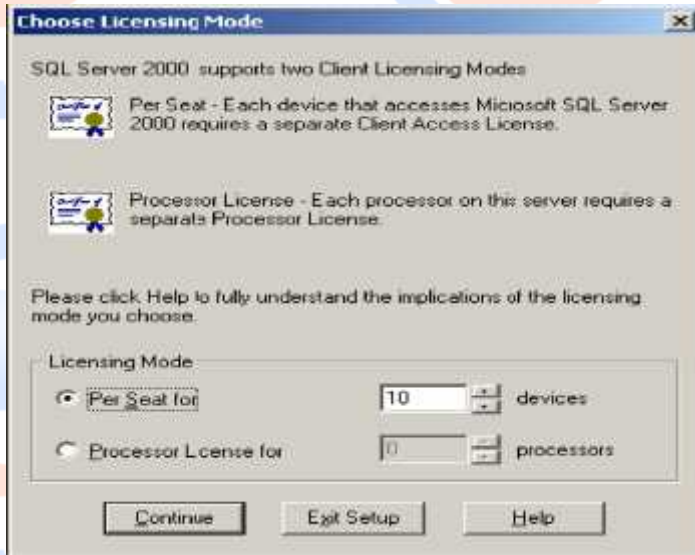 Choose Licensing Mode
SQL Server 2000 supports two Client Licensing Modes
Per Seat - Each device that accesses Microsoft SQL Server
2000 requires a separate Client Access License.
Processor License - Each processor on this server requires a
separate Processor License.
Please click Help to fully understand the implications of the licensing
mode you choose.
Licensing Mode
Per Seat for 10 devices
Processor License for 0 processors
Continue Exit Setup Help